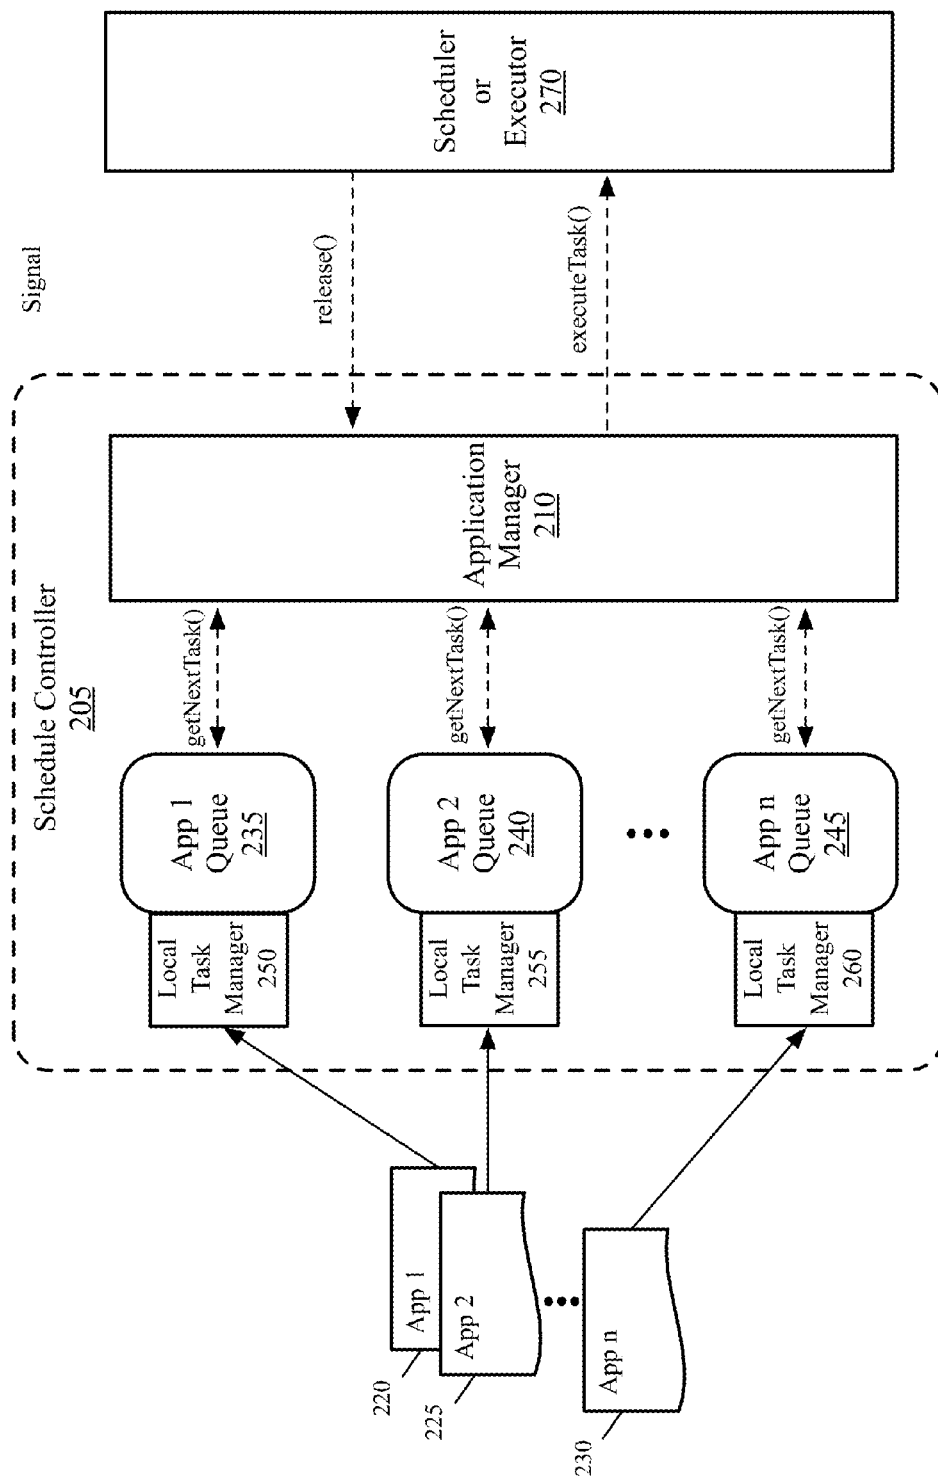 Schedule Controller
205
Signal
220
App 1
225
App 2
230
App n
Local
Task
Manager
250
App 1
Queue
235
getNextTask()
Local
Task
Manager
255
App 2
Queue
240
getNextTask()
Local
Task
Manager
260
App n
Queue
245
getNextTask()
Application
Manager
210
release()
executeTask()
Scheduler
or
Executor
270